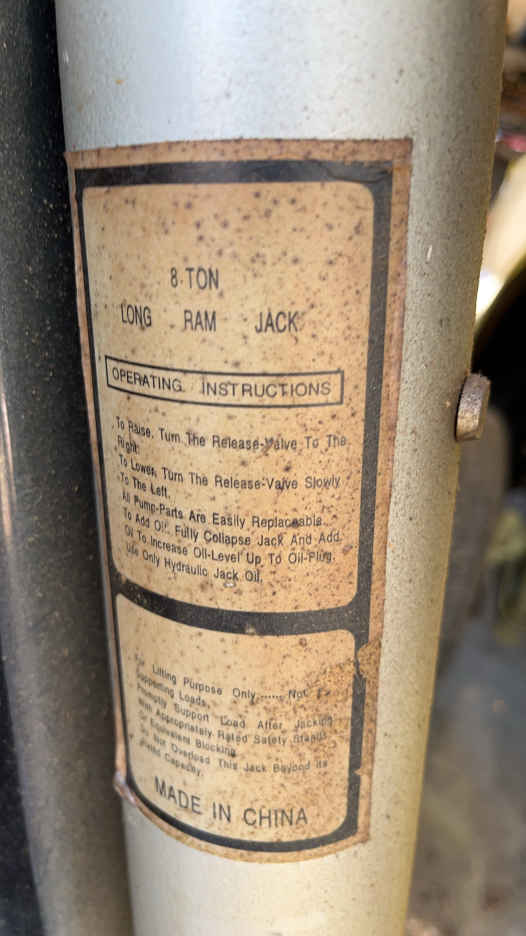 8 TON
LONG RAM JACK
OPERATING INSTRUCTIONS
To Raise, Turn The Release-Valve To The
Right.
To Lower, Turn The Release-Valve Slowly
To The Left.
All Pump-Parts Are Easily Replaceable.
To Add Oil. Fully Collapse Jack And Add
Oil To Increase Oil-Level Up To Oil-Plug.
Use Only Hydraulic Jack Oil.
For Lifting Purpose Only ...... Not
Supporting Loads.
Promptly Support Load After Jacking
With Appropriately Rated Safety Stands
Or Equivalent Blocking.
Do Not Overload This Jack Beyond Its
Capacity.
MADE IN CHINA